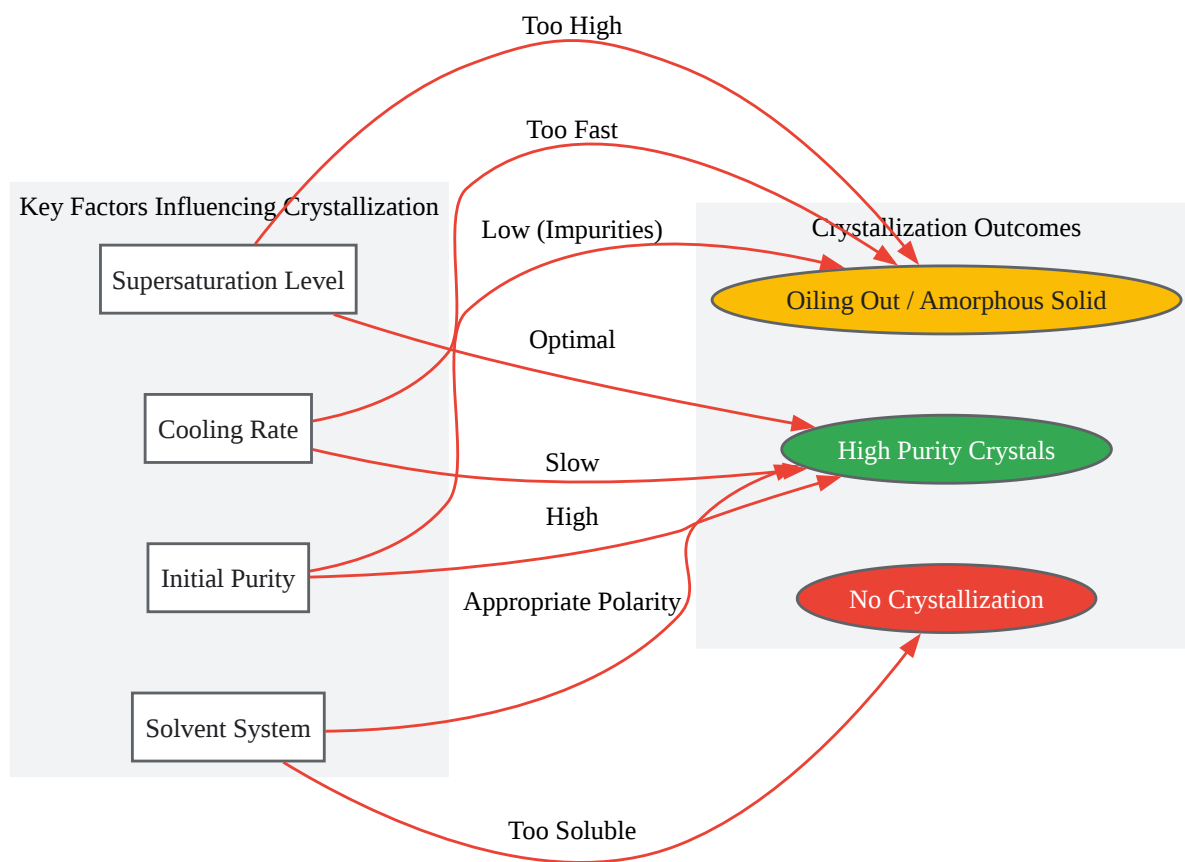 Too High
Too Fast
Key Factors Influencing Crystallization
Low (Impurities)
Crystallization Outcomes
Supersaturation Level
Oiling Out / Amorphous Solid
Optimal
Cooling Rate
High Purity Crystals
Slow
High
Initial Purity
Appropriate Polarity
No Crystallization
Solvent System
Too Soluble